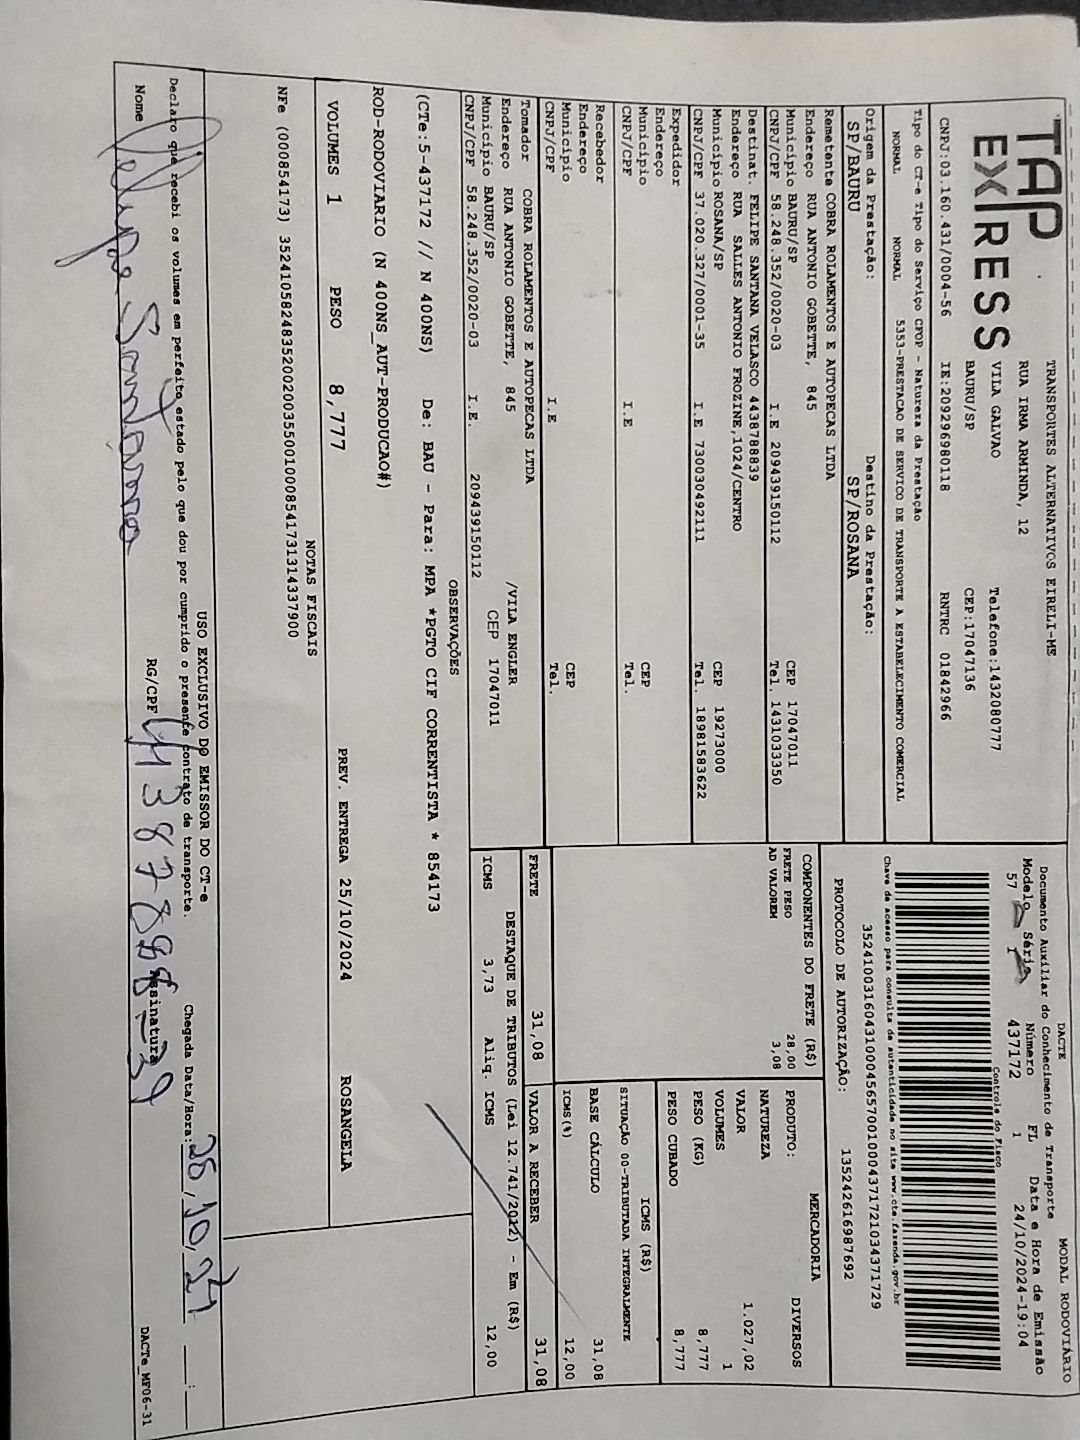 TAP
EXPRESS
TRANSPORTES ALTERNATIVOS EIRELI-ME
RUA IRMA ARMINDA, 12
VILA GALVAO Telefone:1432080777
BAURU/SP CEP:17047136
CNPJ:03.160.431/0004-56 IE:209296980118 RNTRC 01842966
Tipo do CT-e Tipo do Serviço CFOP - Natureza da Prestação
NORMAL NORMAL 5353-PRESTACAO DE SERVICO DE TRANSPORTE A ESTABELECIMENTO COMERCIAL
Origem da Prestação: Destino da Prestação:
SP/BAURU SP/ROSANA
Remetente COBRA ROLAMENTOS E AUTOPECAS LTDA
Endereço RUA ANTONIO GOBETTE, 845
Município BAURU/SP CEP 17047011
CNPJ/CPF 58.248.352/0020-03 I.E 209439150112 Tel. 1431033350
Destinat. FELIPE SANTANA VELASCO 44387888839
Endereço RUA SALLES ANTONIO FROZINE,1024/CENTRO
Município ROSANA/SP CEP 19273000
CNPJ/CPF 37.020.327/0001-35 I.E 730030492111 Tel. 18981583622
Expedidor
Endereço
Município CEP
CNPJ/CPF I.E Tel.
Recebedor
Endereço
Município CEP
CNPJ/CPF I.E Tel.
Tomador COBRA ROLAMENTOS E AUTOPECAS LTDA
Endereço RUA ANTONIO GOBETTE, 845 /VILA ENGLER
Município BAURU/SP CEP 17047011
CNPJ/CPF 58.248.352/0020-03 I.E. 209439150112
DACTE MODAL RODOVIÁRIO
Documento Auxiliar do Conhecimento de Transporte
Modelo Série Número FL Data e Hora de Emissão
57 1 437172 1 24/10/2024-19:04
Controle do Fisco
Chave de acesso para consulta de autenticidade no site www.cte.fazenda.gov.br
PROTOCOLO DE AUTORIZAÇÃO: 135242616987692
COMPONENTES DO FRETE (R$)
FRETE PESO 28,00
AD VALOREM 3,08
MERCADORIA
PRODUTO: DIVERSOS
NATUREZA
VALOR 1.027,02
VOLUMES 1
PESO (KG) 8,777
PESO CUBADO 8,777
ICMS (R$)
SITUAÇÃO 00-TRIBUTADA INTEGRALMENTE
BASE CÁLCULO 31,08
ICMS(%) 12,00
FRETE 31,08 VALOR A RECEBER 31,08
DESTAQUE DE TRIBUTOS (Lei 12.741/2012) - Em (R$)
ICMS 3,73 Aliq. ICMS 12,00
OBSERVAÇÕES
(CTe:5-437172 // N 400NS) De: BAU - Para: MPA *PGTO CIF CORRENTISTA * 854173
ROD-RODOVIARIO (N 400NS_AUT-PRODUCAO#)
VOLUMES 1 PESO 8,777 PREV. ENTREGA 25/10/2024 ROSANGELA
NOTAS FISCAIS
NFe (000854173) 35241058248352002003550010008541731314337900
USO EXCLUSIVO DO EMISSOR DO CT-e
Declaro que recebi os volumes em perfeito estado pelo que dou por cumprido o presente contrato de transporte. Chegada Data/Hora: 26/10/24 :
Nome Felipe Santana RG/CPF 443878888-39 Assinatura
DACTe_MF06-31